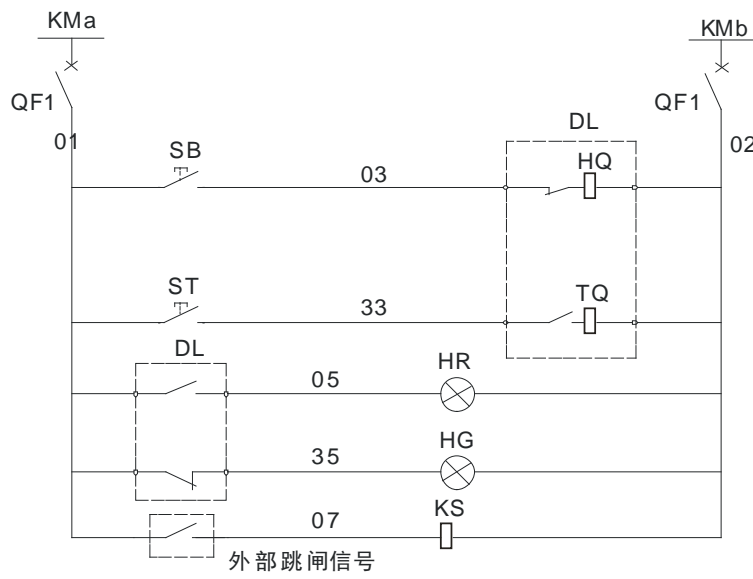 KMa
KMb
QF1
QF1
01
02
DL
SB
03
HQ
ST
33
TQ
DL
05
HR
35
HG
07
KS
外部跳闸信号